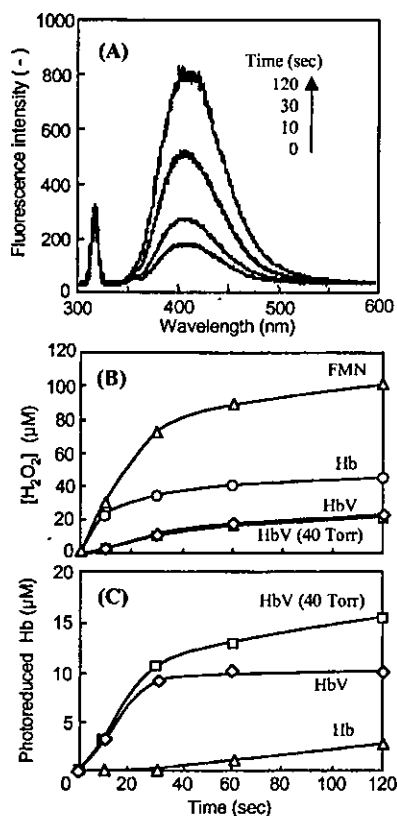 (A)
Time (sec)
120
30
10
0
1000
800
600
400
200
0
Fluorescence intensity (-)
300
400
500
600
Wavelength (nm)
(B)
120
100
80
60
40
20
0
[H₂O₂] (μM)
FMN
Hb
HbV
HbV (40 Torr)
(C)
20
15
10
5
Photoreduced Hb (μM)
HbV (40 Torr)
HbV
Hb
0
20
40
60
80
100
120
Time (sec)